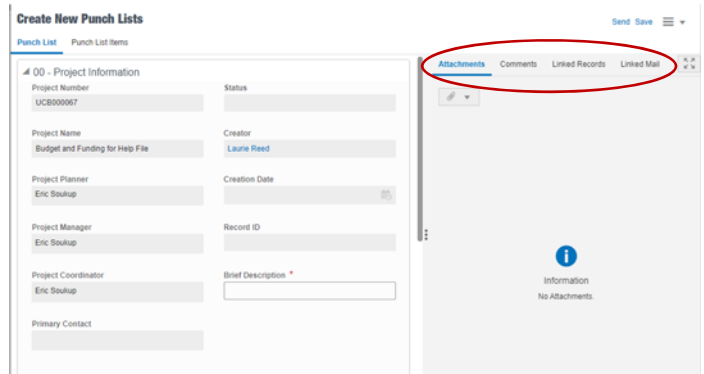 Create New Punch Lists
Send Save
Punch List Punch List Items
Attachments Comments Linked Records Linked Mail
00 - Project Information
Project Number Status
UCB000067
Project Name Creator
Budget and Funding for Help File Laurie Reed
Project Planner Creation Date
Eric Soukup
Project Manager Record ID
Eric Soukup
Project Coordinator Brief Description *
Eric Soukup
Primary Contact
Information
No Attachments.